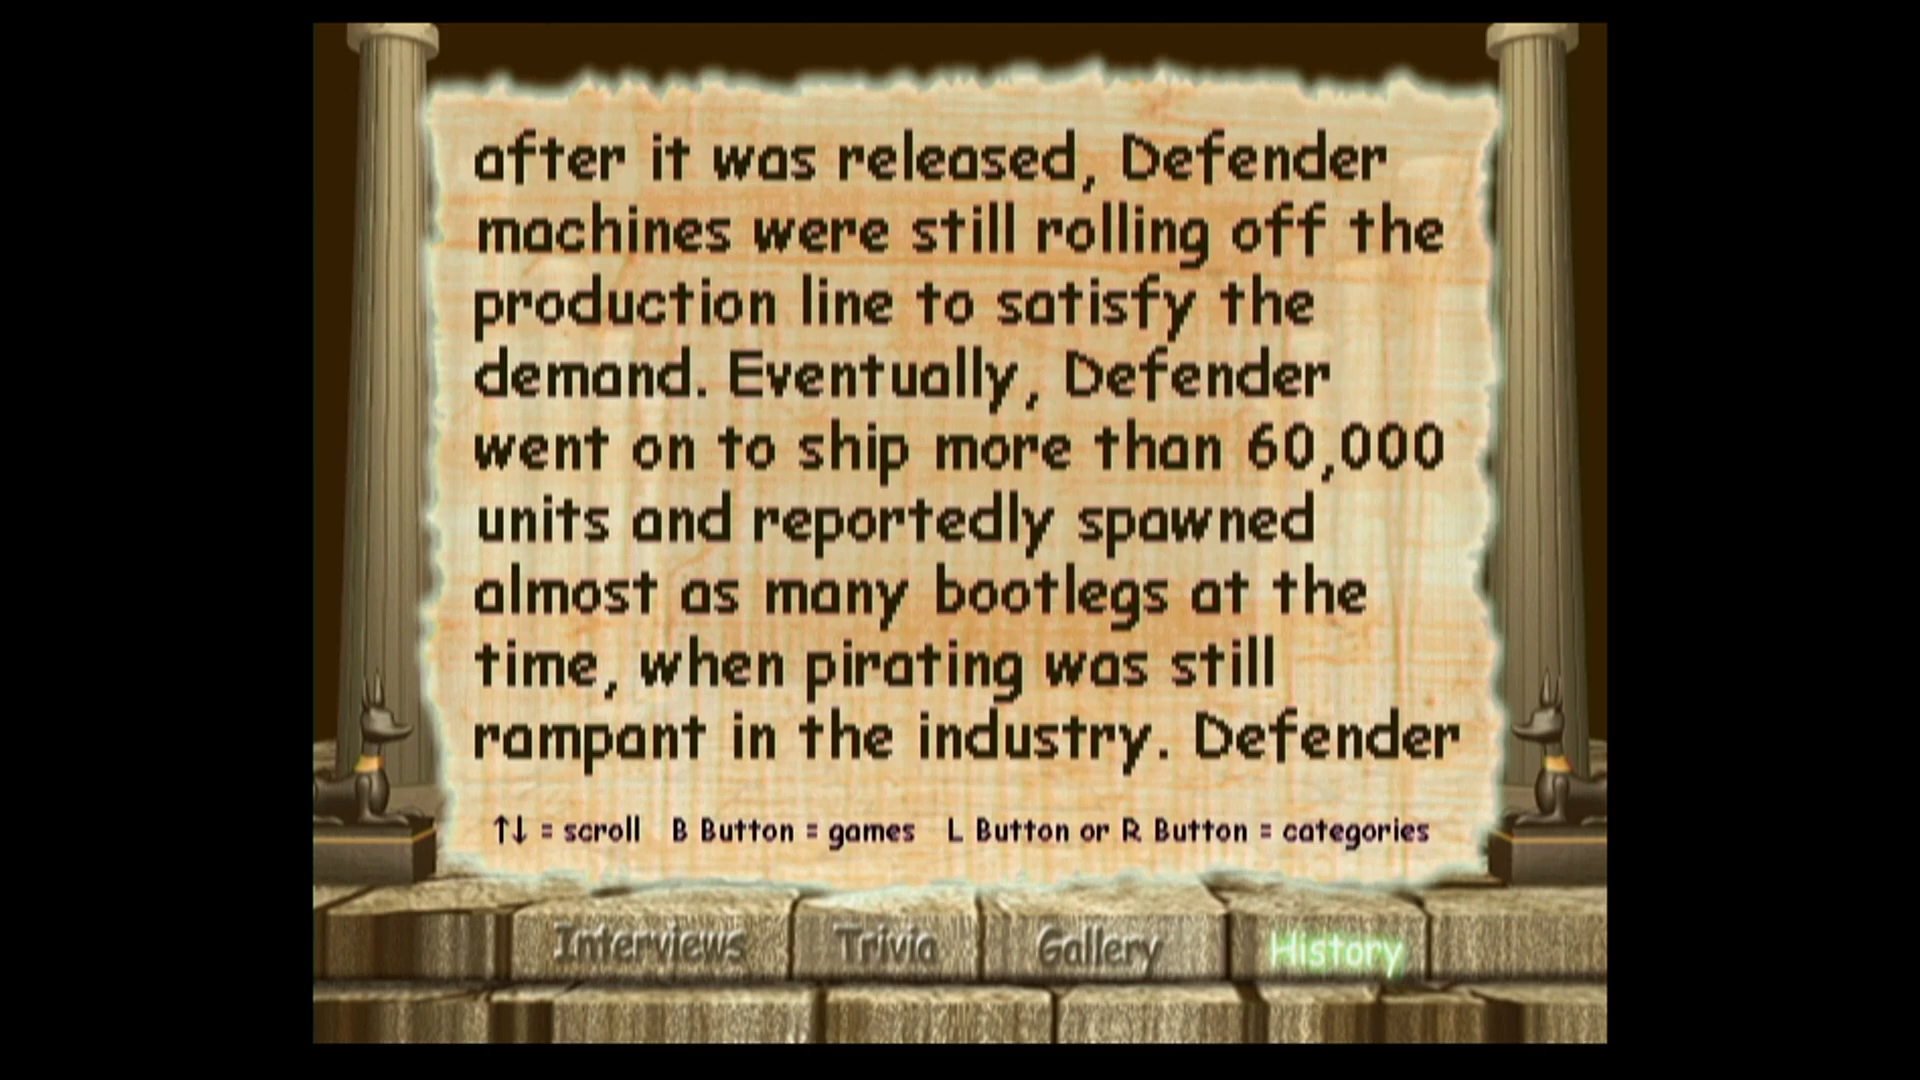 after it was released, Defender
machines were still rolling off the
production line to satisfy the
demand. Eventually, Defender
went on to ship more than 60,000
units and reportedly spawned
almost as many bootlegs at the
time, when pirating was still
rampant in the industry. Defender
↑↓ = scroll B Button = games L Button or R Button = categories
Interviews Trivia Gallery History